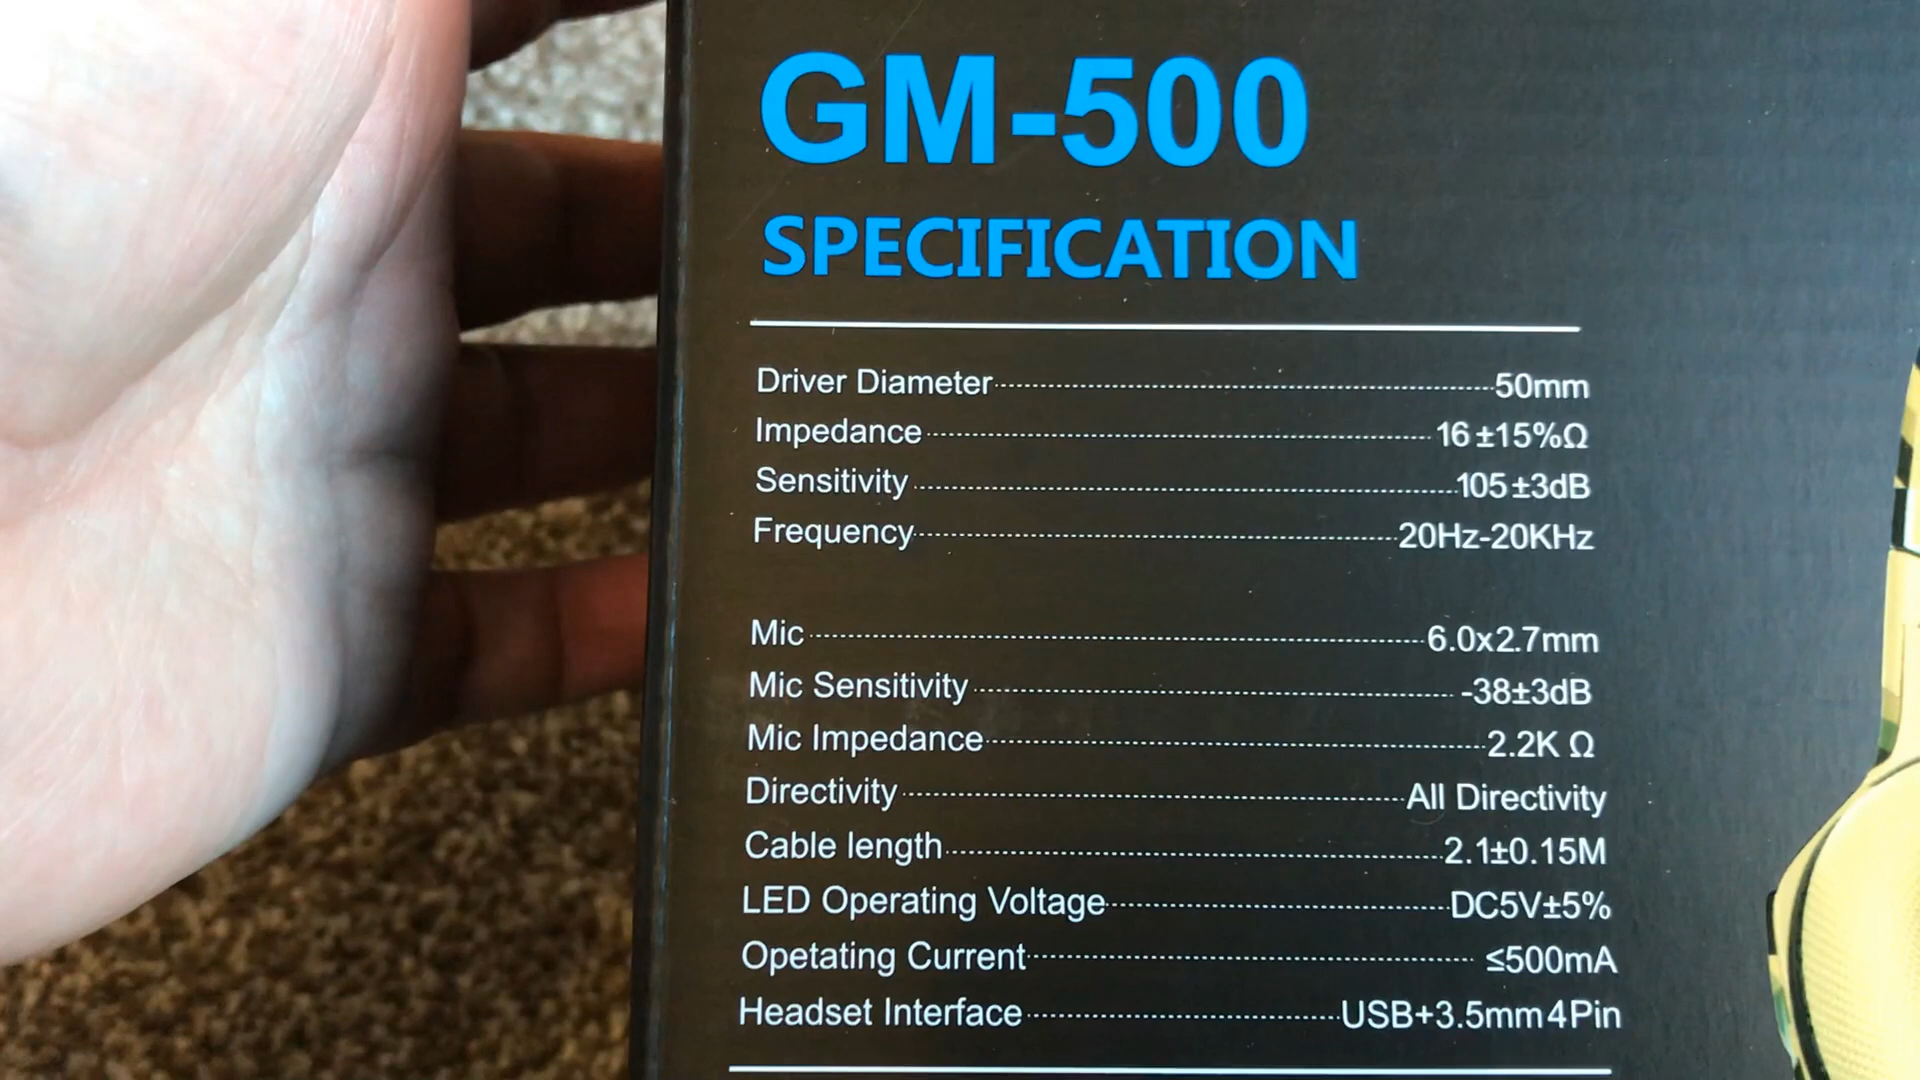 GM-500
SPECIFICATION
Driver Diameter 50mm
Impedance 16±15%Ω
Sensitivity 105±3dB
Frequency 20Hz-20KHz
Mic 6.0x2.7mm
Mic Sensitivity -38±3dB
Mic Impedance 2.2K Ω
Directivity All Directivity
Cable length 2.1±0.15M
LED Operating Voltage DC5V±5%
Opetating Current ≤500mA
Headset Interface USB+3.5mm 4Pin